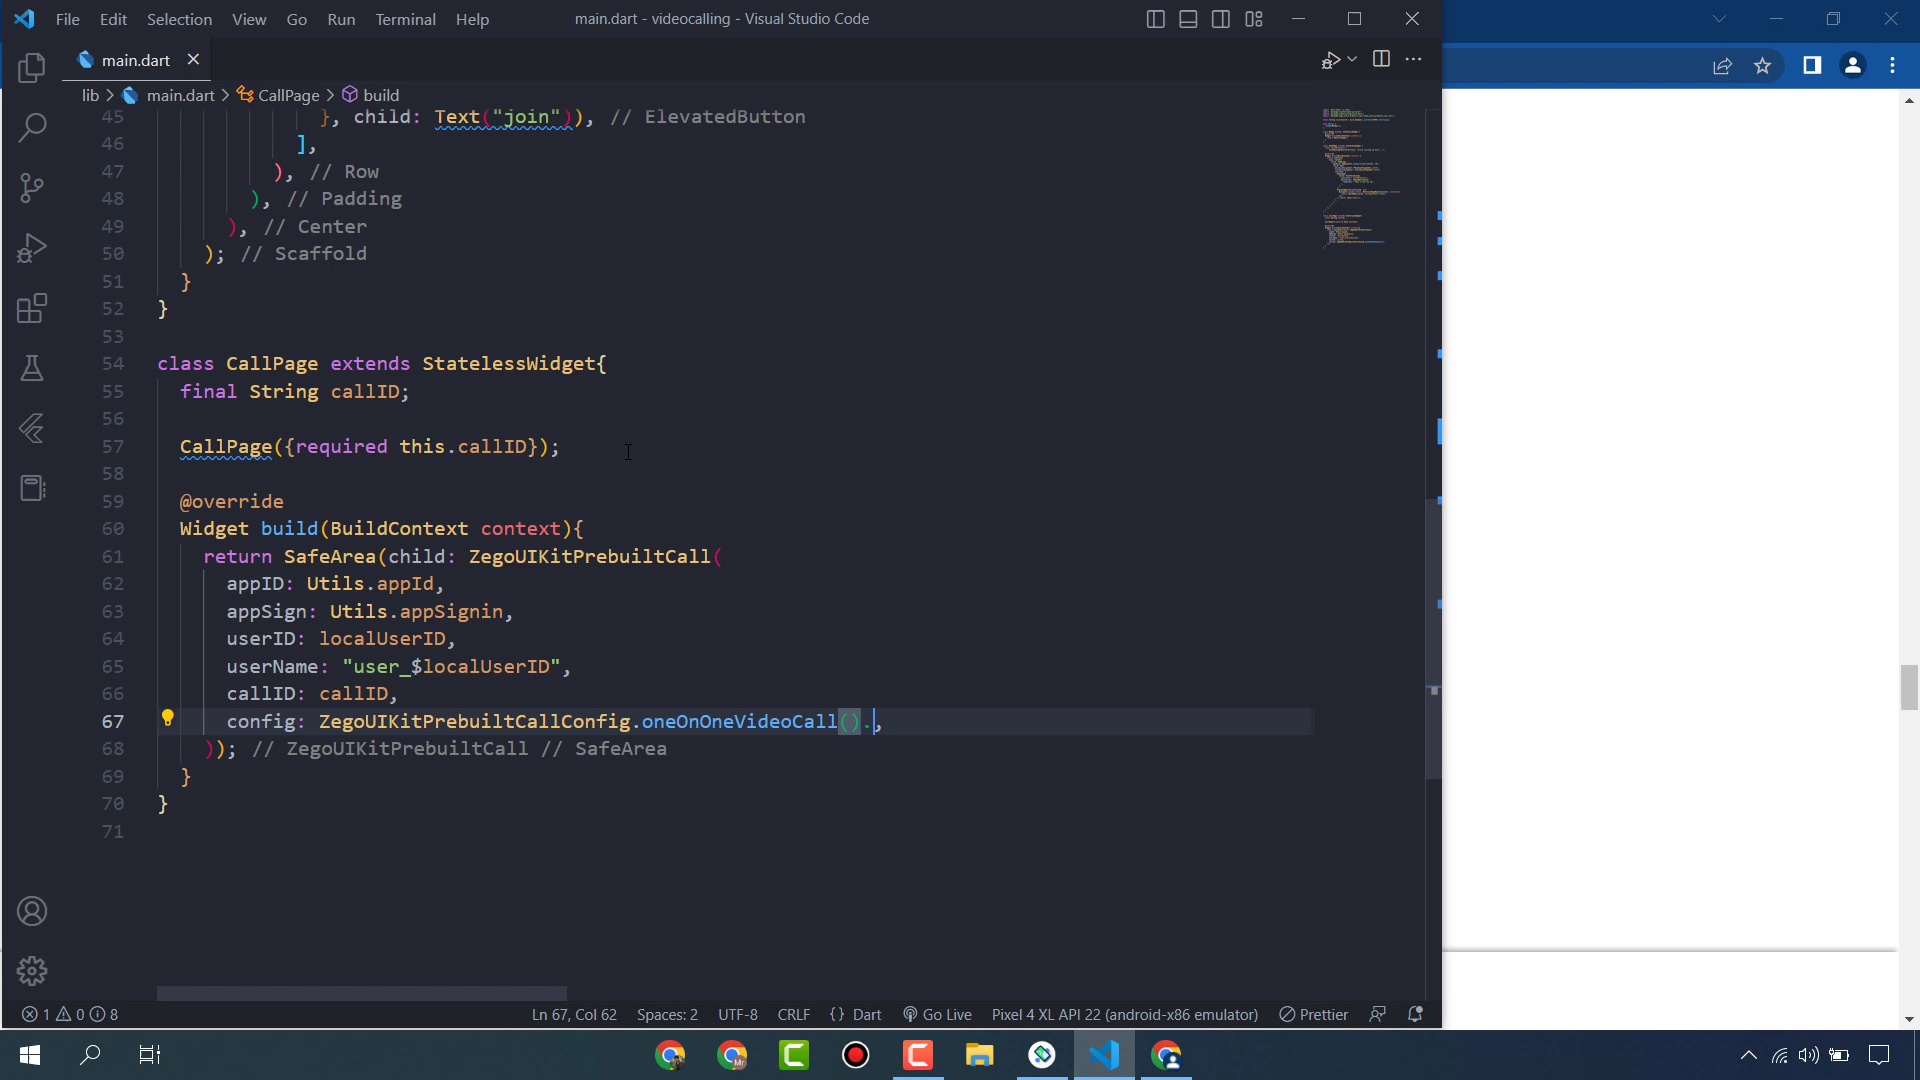 File Edit Selection View Go Run Terminal Help main.dart - videocalling - Visual Studio Code
main.dart
lib > main.dart > CallPage > build
45 }, child: Text("join")), // ElevatedButton
46 ],
47 ), // Row
48 ), // Padding
49 ), // Center
50 ); // Scaffold
51 }
52 }
53
54 class CallPage extends StatelessWidget{
55 final String callID;
56
57 CallPage({required this.callID});
58
59 @override
60 Widget build(BuildContext context){
61 return SafeArea(child: ZegoUIKitPrebuiltCall(
62 appID: Utils.appId,
63 appSign: Utils.appSignin,
64 userID: localUserID,
65 userName: "user_$localUserID",
66 callID: callID,
67 config: ZegoUIKitPrebuiltCallConfig.oneOnOneVideoCall().,
68 )); // ZegoUIKitPrebuiltCall // SafeArea
69 }
70 }
71
1 0 8 Ln 67, Col 62 Spaces: 2 UTF-8 CRLF {} Dart Go Live Pixel 4 XL API 22 (android-x86 emulator) Prettier